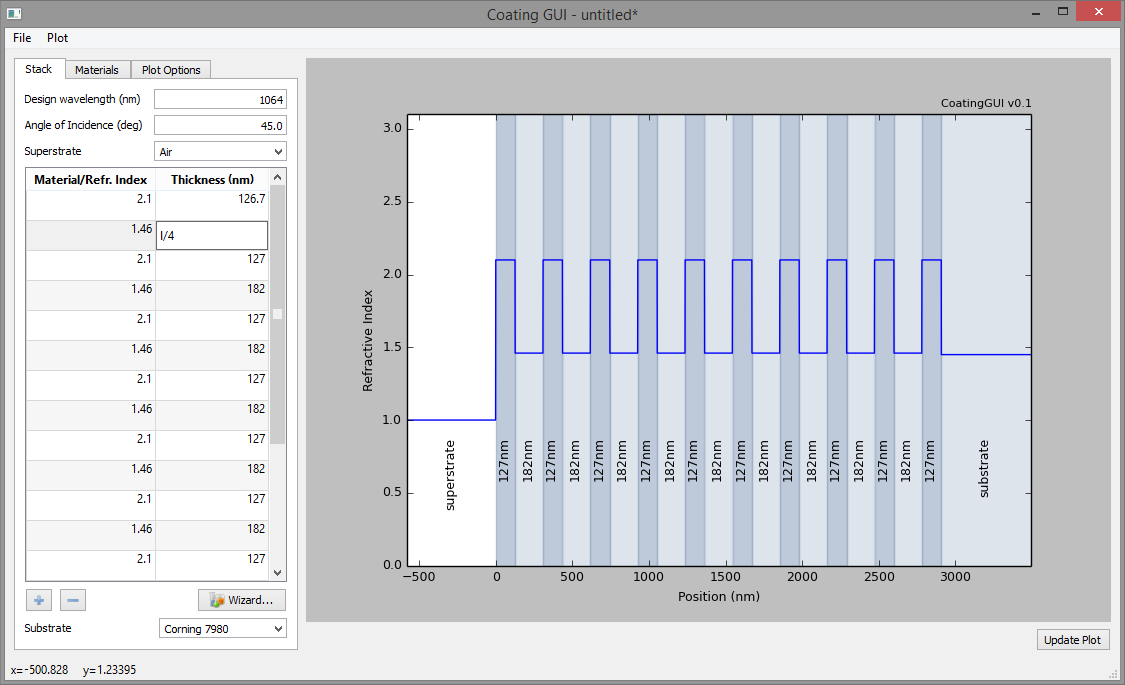 Coating GUI - untitled*
File Plot
Stack Materials Plot Options
Design wavelength (nm) 1064
Angle of Incidence (deg) 45.0
Superstrate Air
Material/Refr. Index Thickness (nm)
2.1 126.7
1.46 l/4
2.1 127
1.46 182
2.1 127
1.46 182
2.1 127
1.46 182
2.1 127
1.46 182
2.1 127
1.46 182
2.1 127
Wizard...
Substrate Corning 7980
CoatingGUI v0.1
Refractive Index
3.0
2.5
2.0
1.5
1.0
0.5
0.0
superstrate 127nm 182nm 127nm 182nm 127nm 182nm 127nm 182nm 127nm 182nm 127nm 182nm 127nm 182nm 127nm 182nm 127nm 182nm 127nm substrate
−500 0 500 1000 1500 2000 2500 3000
Position (nm)
Update Plot
x=-500.828 y=1.23395